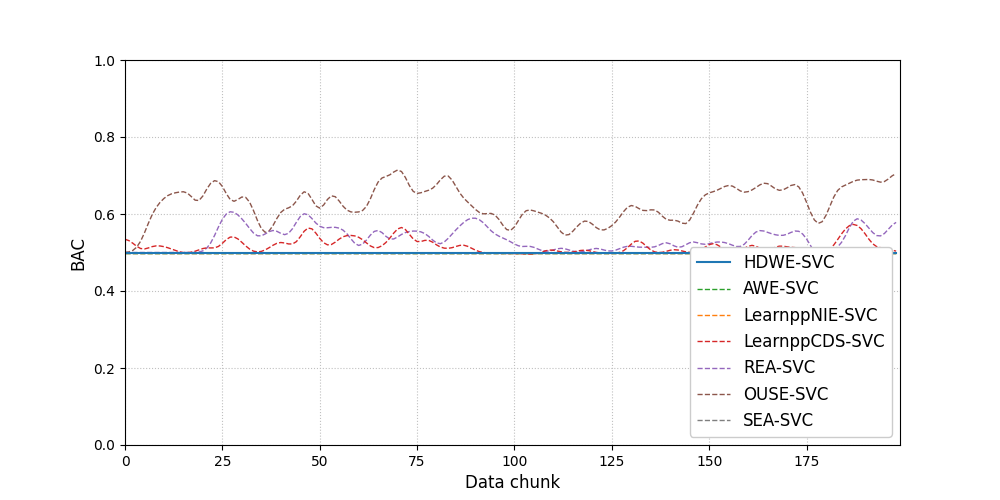 1.0
0.8
0.6
0.4
0.2
0.0
BAC
0 25 50 75 100 125 150 175
Data chunk
HDWE-SVC
AWE-SVC
LearnppNIE-SVC
LearnppCDS-SVC
REA-SVC
OUSE-SVC
SEA-SVC